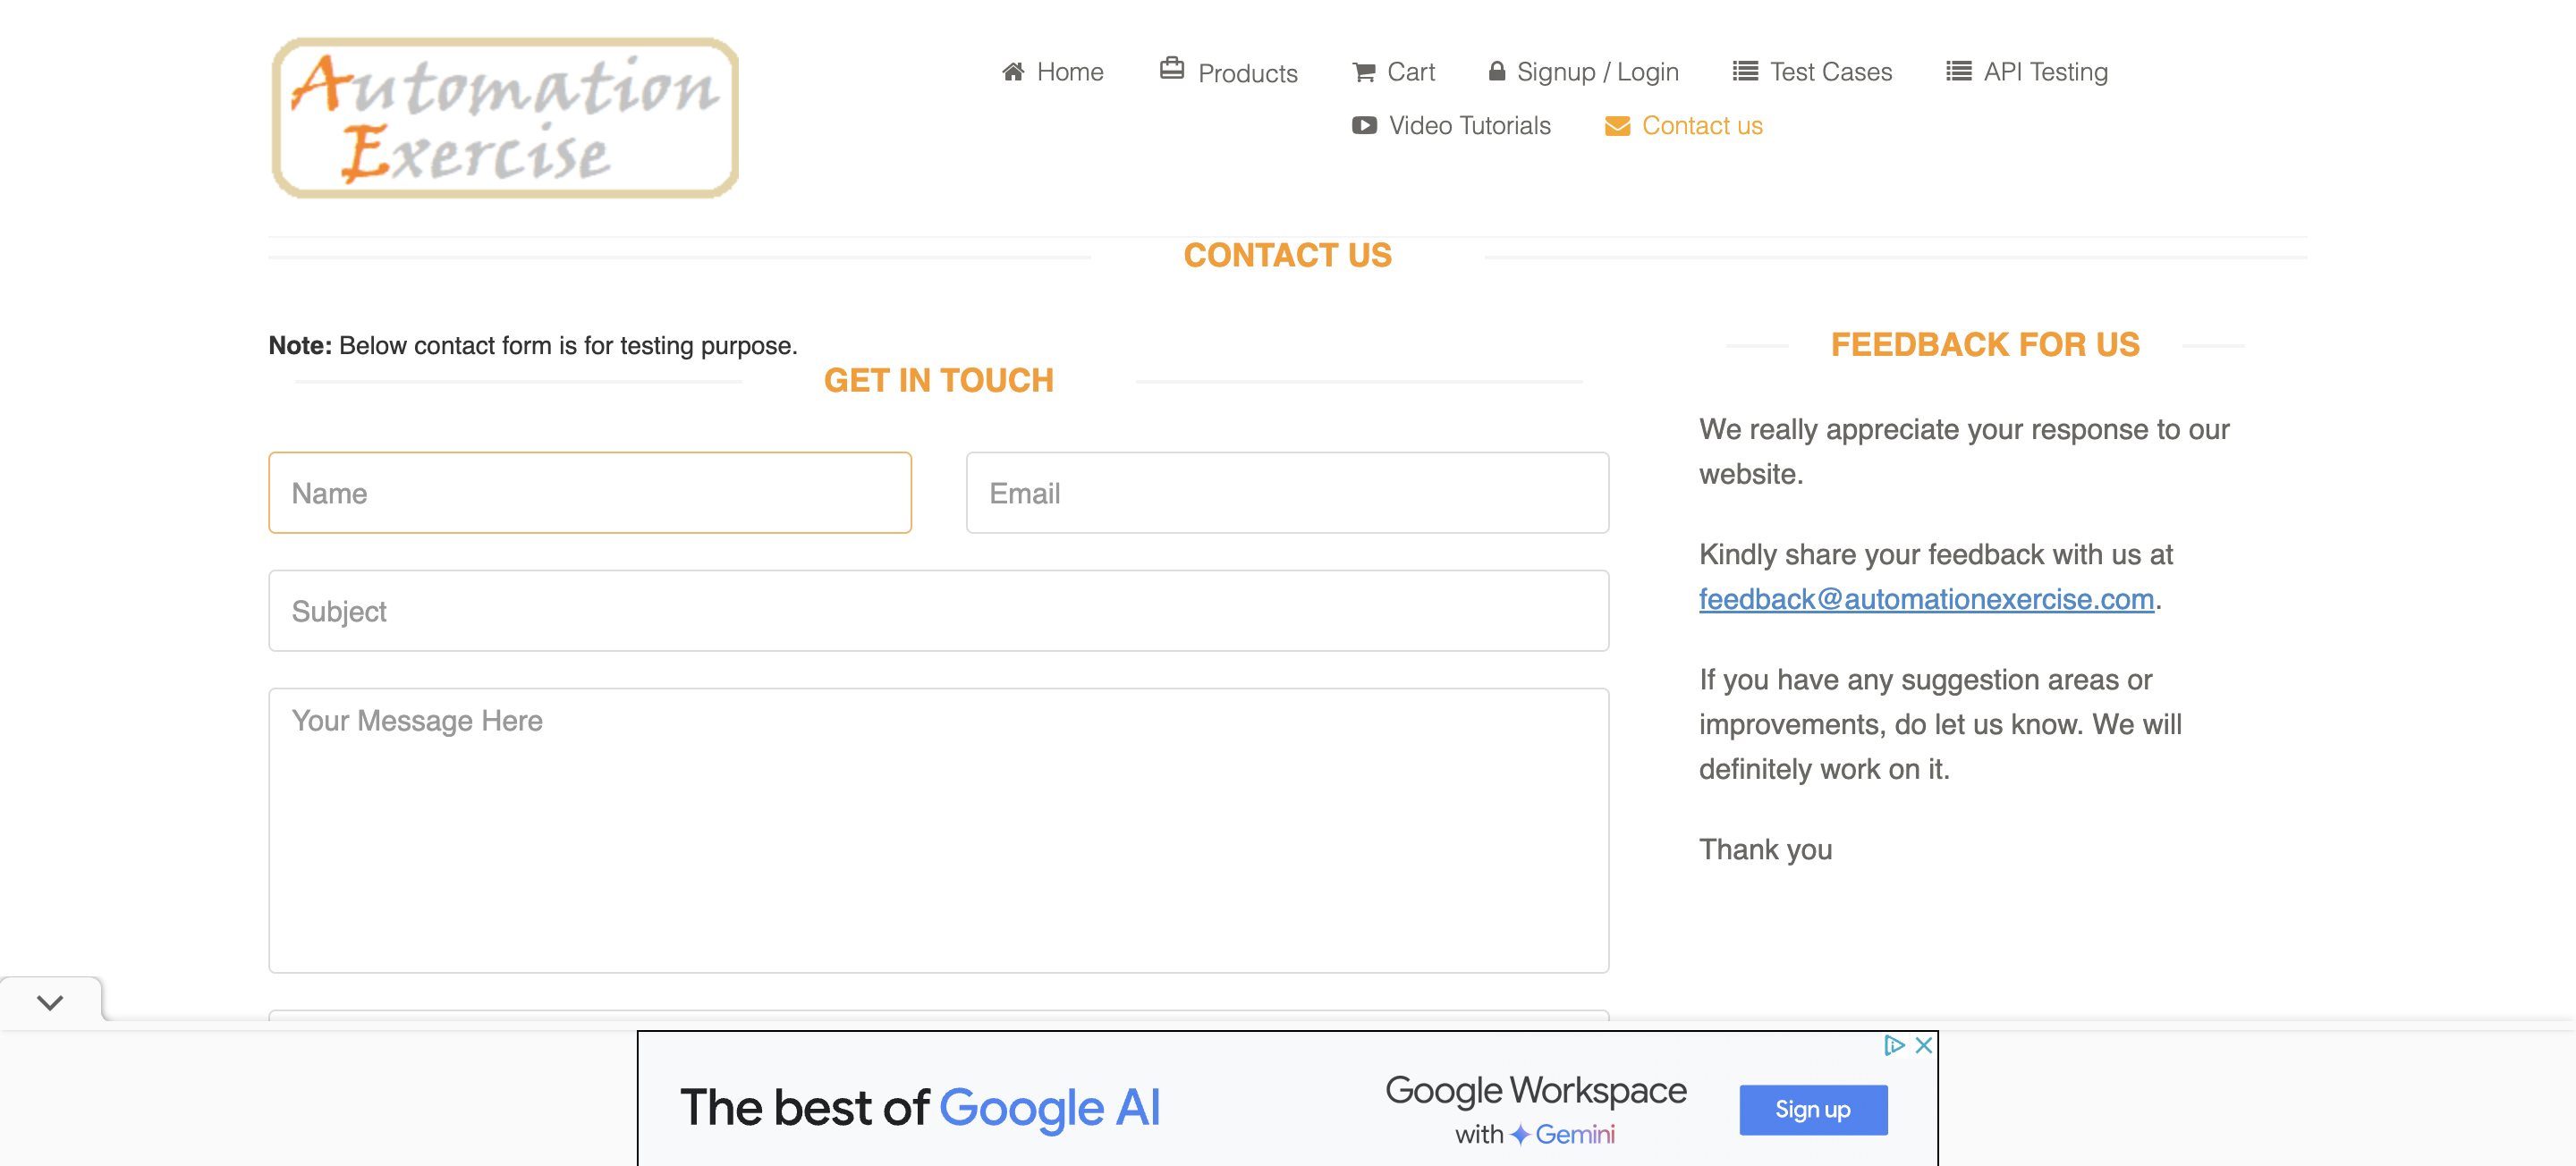 Automation
Exercise
Home
Products
Cart
Signup / Login
Test Cases
API Testing
Video Tutorials
Contact us
CONTACT US
Note: Below contact form is for testing purpose.
GET IN TOUCH
Name
Email
Subject
Your Message Here
FEEDBACK FOR US
We really appreciate your response to our
website.
Kindly share your feedback with us at
feedback@automationexercise.com.
If you have any suggestion areas or
improvements, do let us know. We will
definitely work on it.
Thank you
The best of Google AI
Google Workspace
with Gemini
Sign up